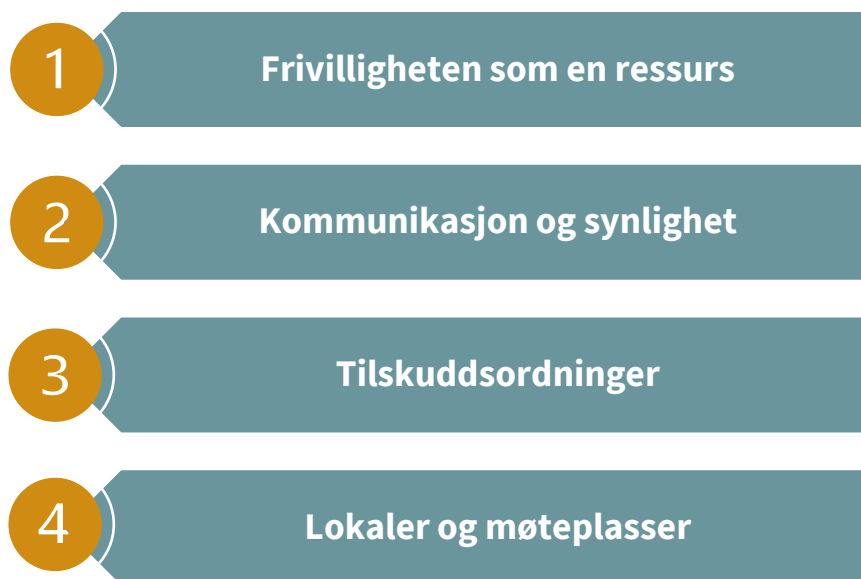 1
Frivilligheten som en ressurs
2
Kommunikasjon og synlighet
3
Tilskuddsordninger
4
Lokaler og møteplasser